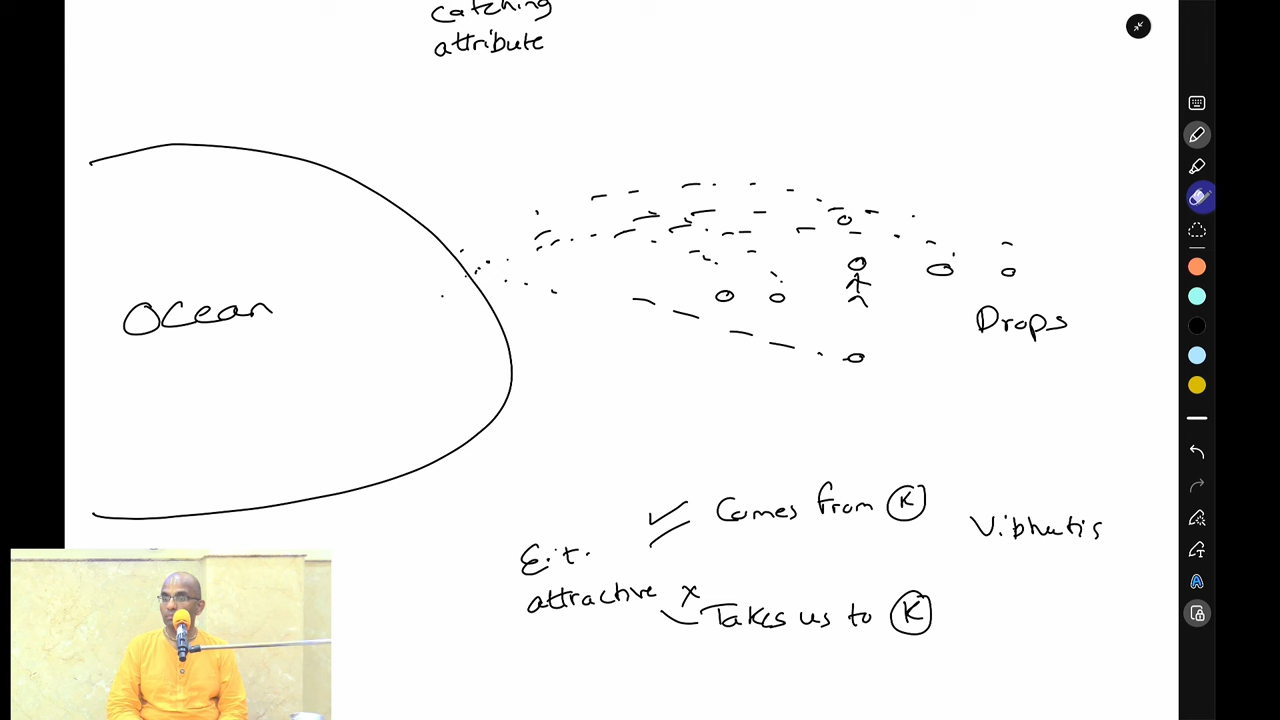 catching
attribute
Ocean
Drops
Comes from K
Vibhutis
E.t.
attractive x
Takes us to K